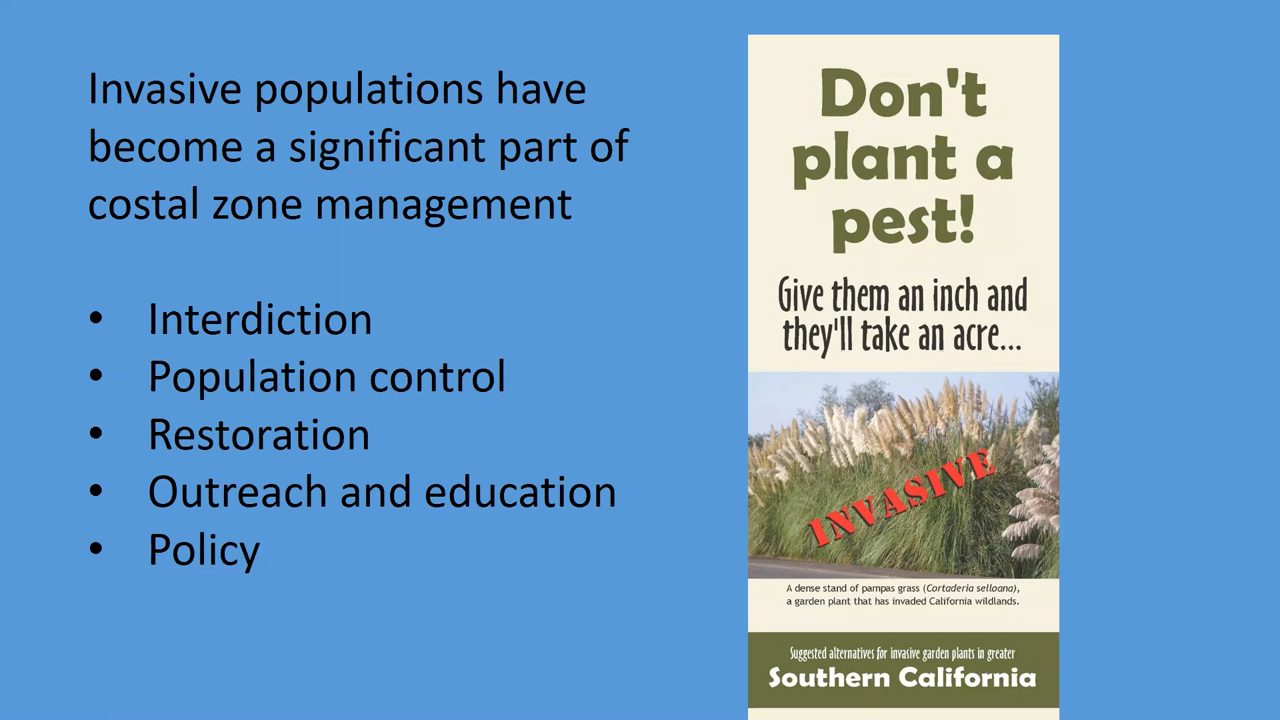 Invasive populations have
become a significant part of
costal zone management
• Interdiction
• Population control
• Restoration
• Outreach and education
• Policy
Don't
plant a
pest!
Give them an inch and
they'll take an acre...
INVASIVE
A dense stand of pampas grass (Cortaderia selloana),
a garden plant that has invaded California wildlands.
Suggested alternatives for invasive garden plants in greater
Southern California